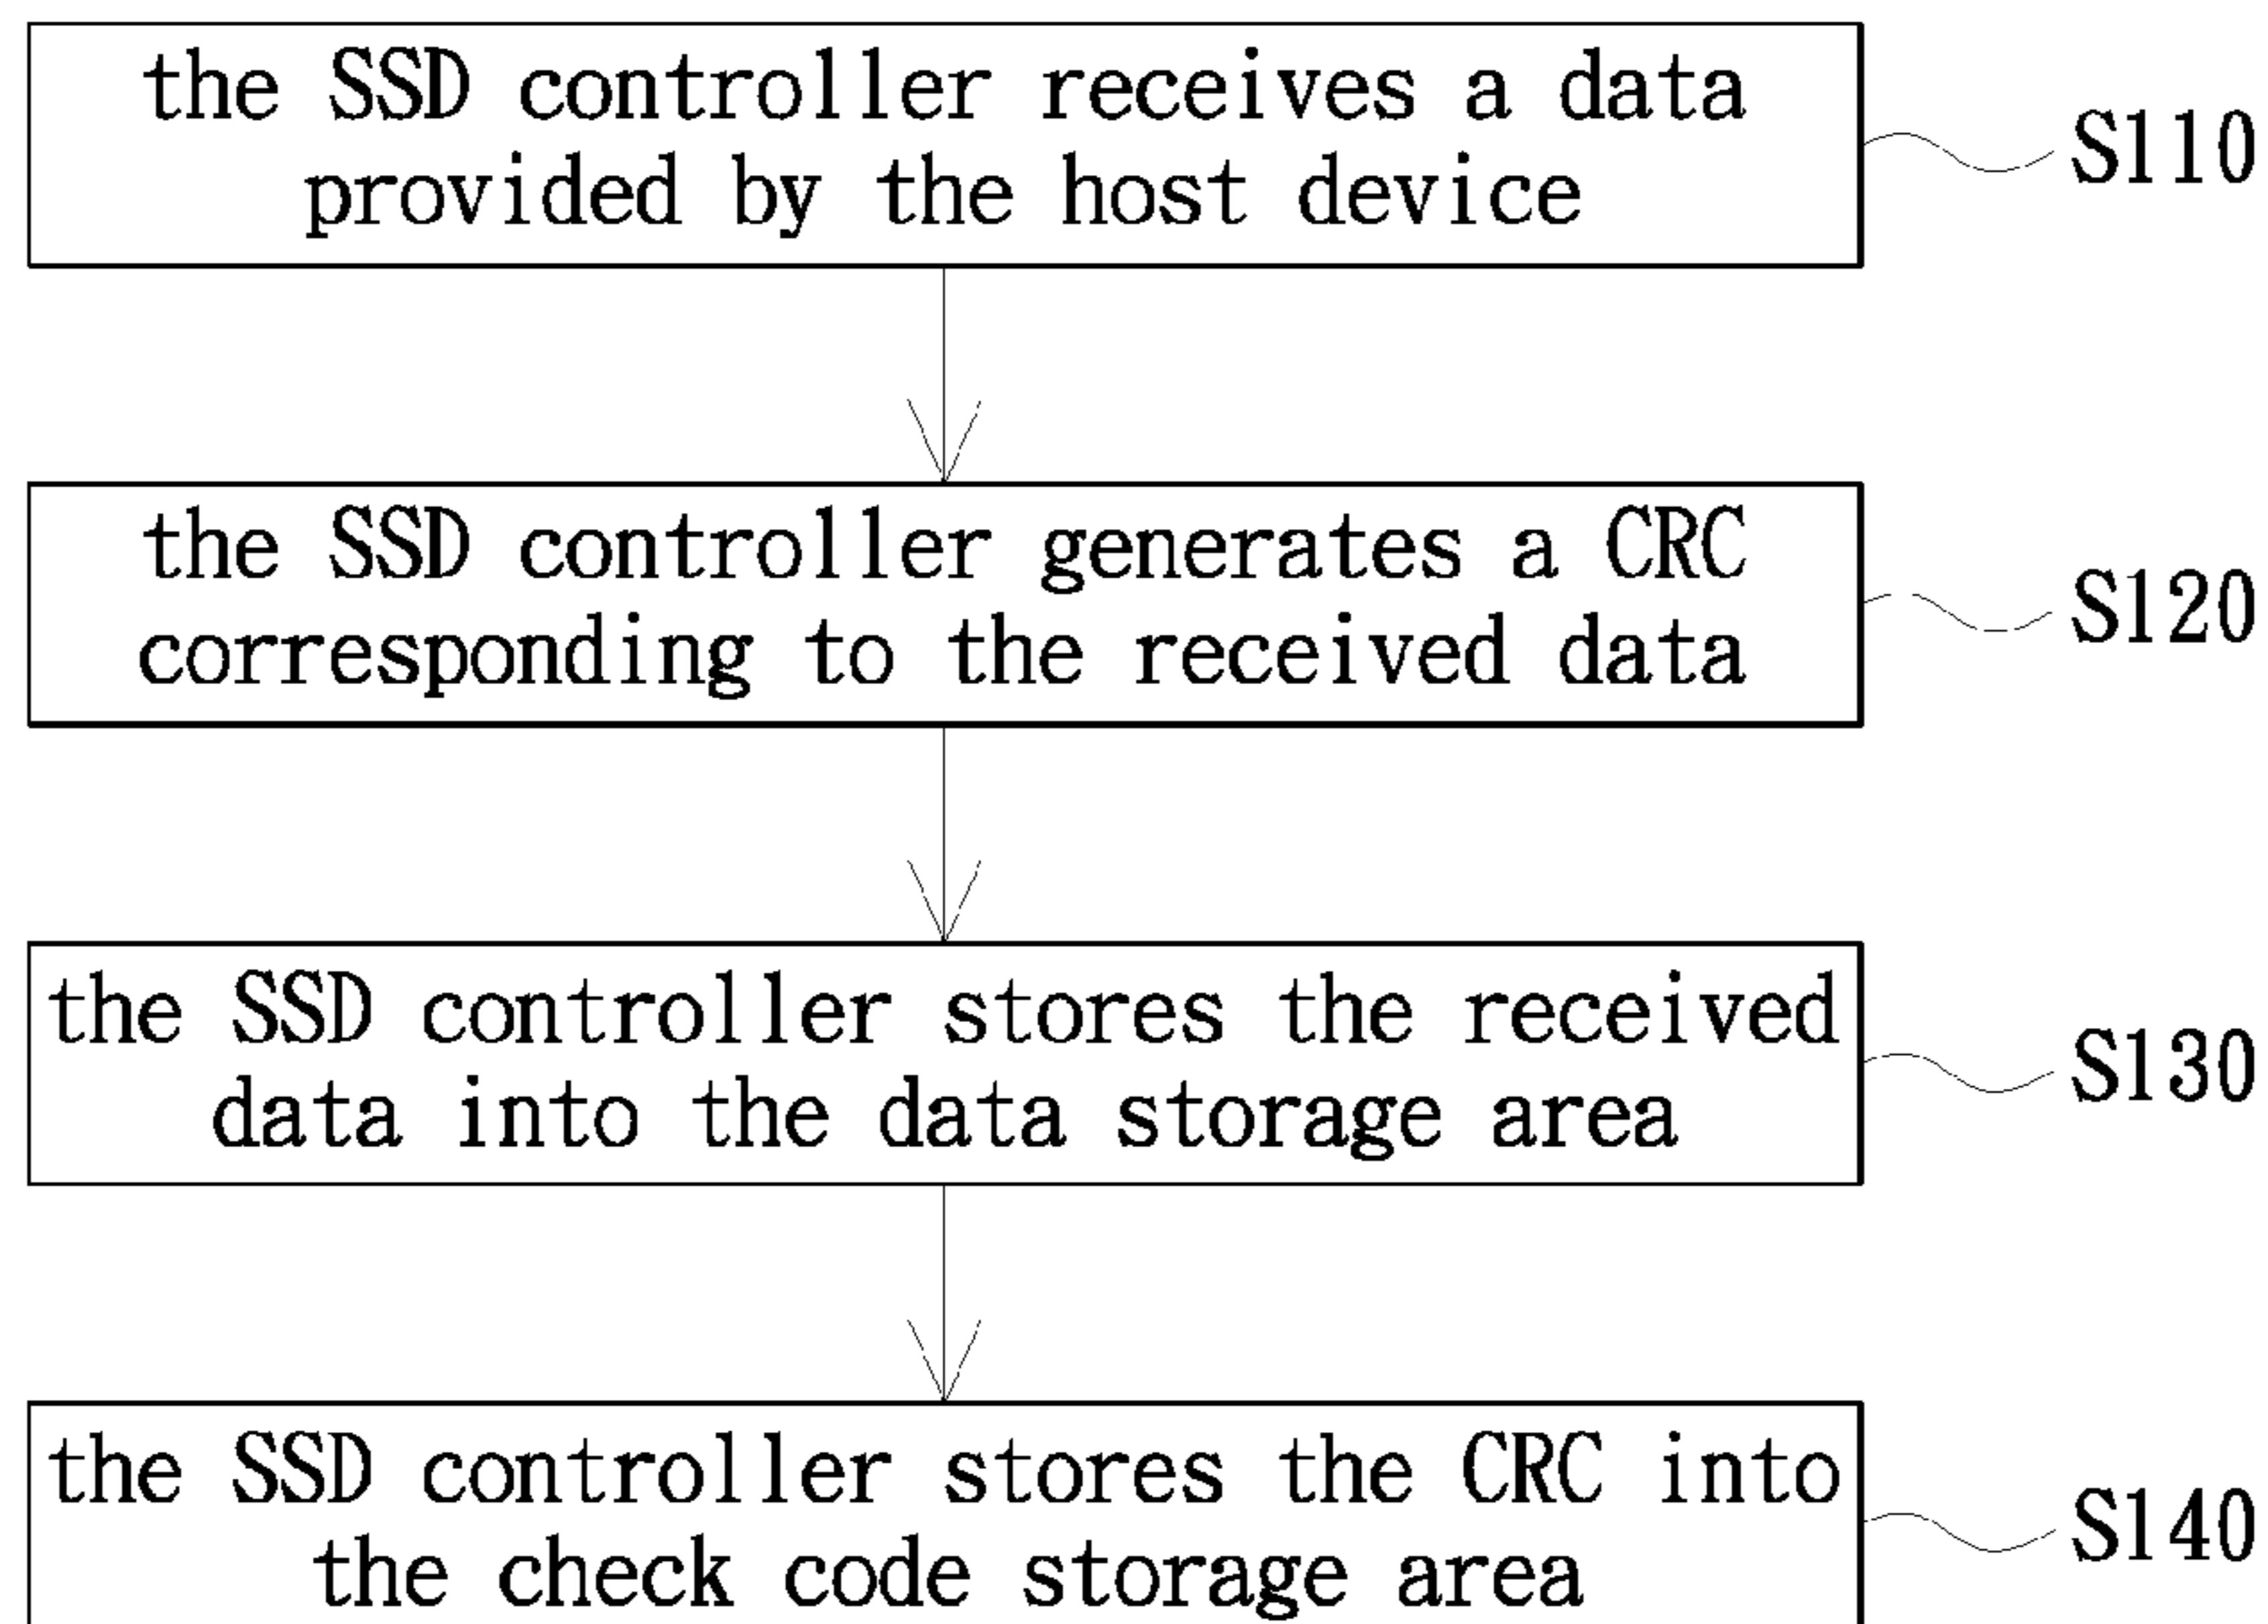 the SSD controller receives a data
provided by the host device
S110
the SSD controller generates a CRC
corresponding to the received data
S120
the SSD controller stores the received
data into the data storage area
S130
the SSD controller stores the CRC into
the check code storage area
S140